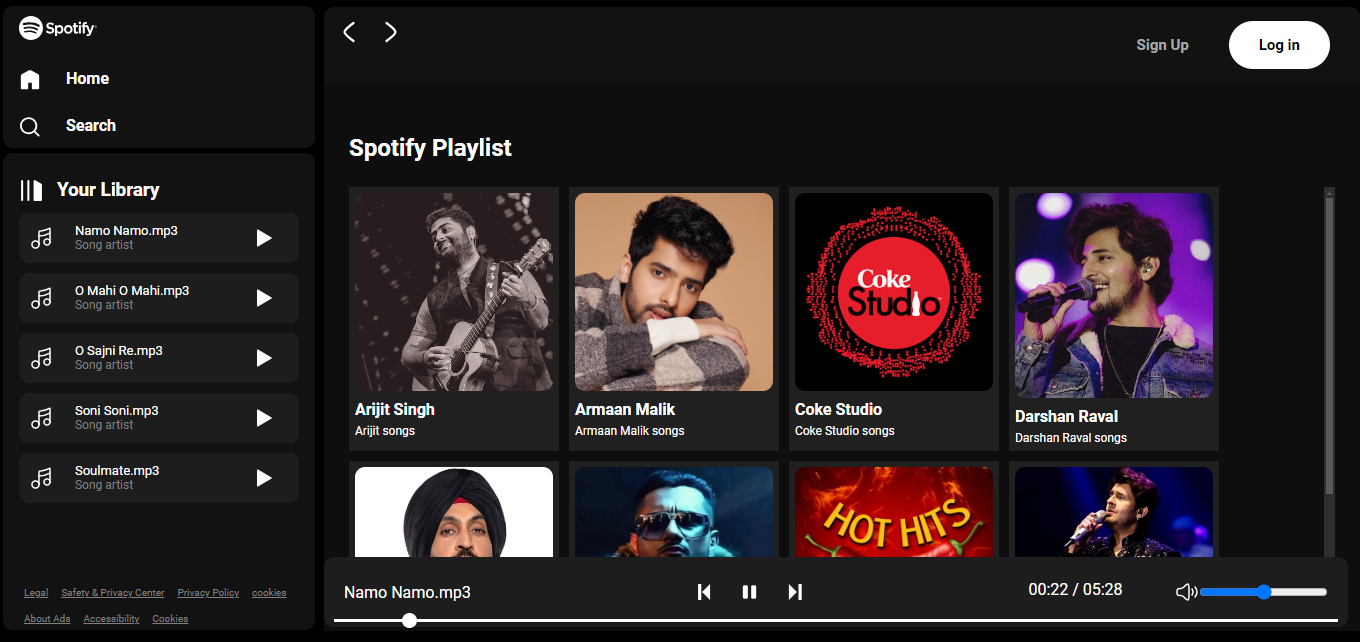 Spotify
Home
Search
Your Library
Namo Namo.mp3
Song artist
O Mahi O Mahi.mp3
Song artist
O Sajni Re.mp3
Song artist
Soni Soni.mp3
Song artist
Soulmate.mp3
Song artist
Legal Safety & Privacy Center Privacy Policy cookies
About Ads Accessibility Cookies
Sign Up Log in
Spotify Playlist
Coke
Studio
Arijit Singh
Arijit songs
Armaan Malik
Armaan Malik songs
Coke Studio
Coke Studio songs
Darshan Raval
Darshan Raval songs
HOT HITS
Namo Namo.mp3
00:22 / 05:28